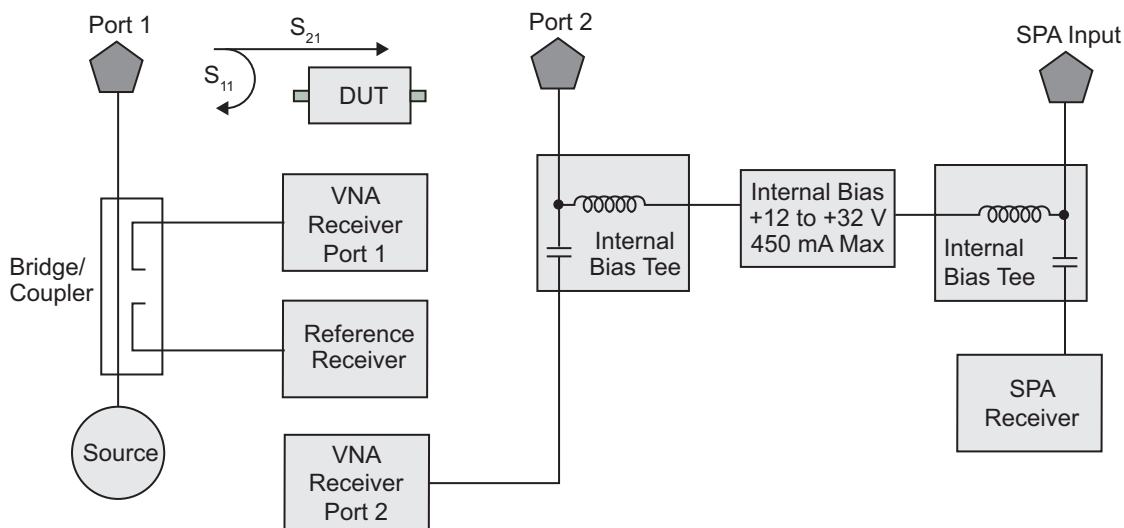 Port 1
S21
S11
DUT
Port 2
SPA Input
VNA
Receiver
Port 1
Bridge/
Coupler
Reference
Receiver
Source
VNA
Receiver
Port 2
Internal
Bias Tee
Internal Bias
+12 to +32 V
450 mA Max
Internal
Bias Tee
SPA
Receiver